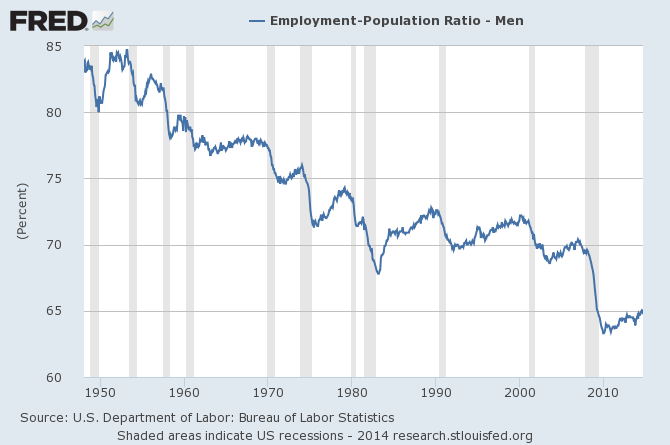 FRED
Employment-Population Ratio - Men
85
80
75
70
65
60
(Percent)
1950 1960 1970 1980 1990 2000 2010
Source: U.S. Department of Labor: Bureau of Labor Statistics
Shaded areas indicate US recessions - 2014 research.stlouisfed.org